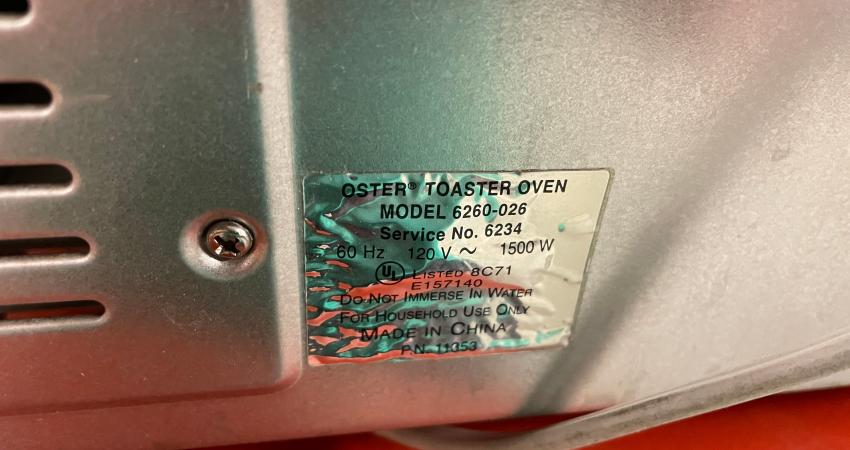 OSTER® TOASTER OVEN
MODEL 6260-026
Service No. 6234
60 Hz 120 V ~ 1500 W
UL LISTED 8C71
E157140
DO NOT IMMERSE IN WATER
FOR HOUSEHOLD USE ONLY
MADE IN CHINA
P.N. 11353